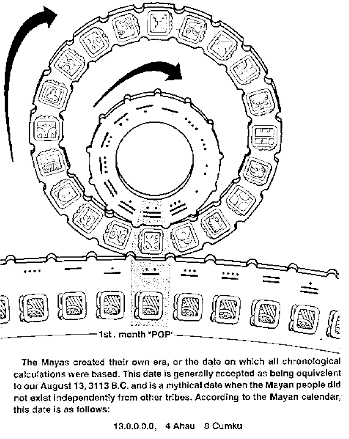 1st. month "POP"
The Mayas created their own era, or the date on which all chronological
calculations were based. This date is generally accepted as being equivalent
to our August 13, 3113 B.C. and is a mythical date when the Mayan people did
not exist independently from other tribes. According to the Mayan calendar,
this date is as follows:
13.0.0.0.0, 4 Ahau 8 Cumku